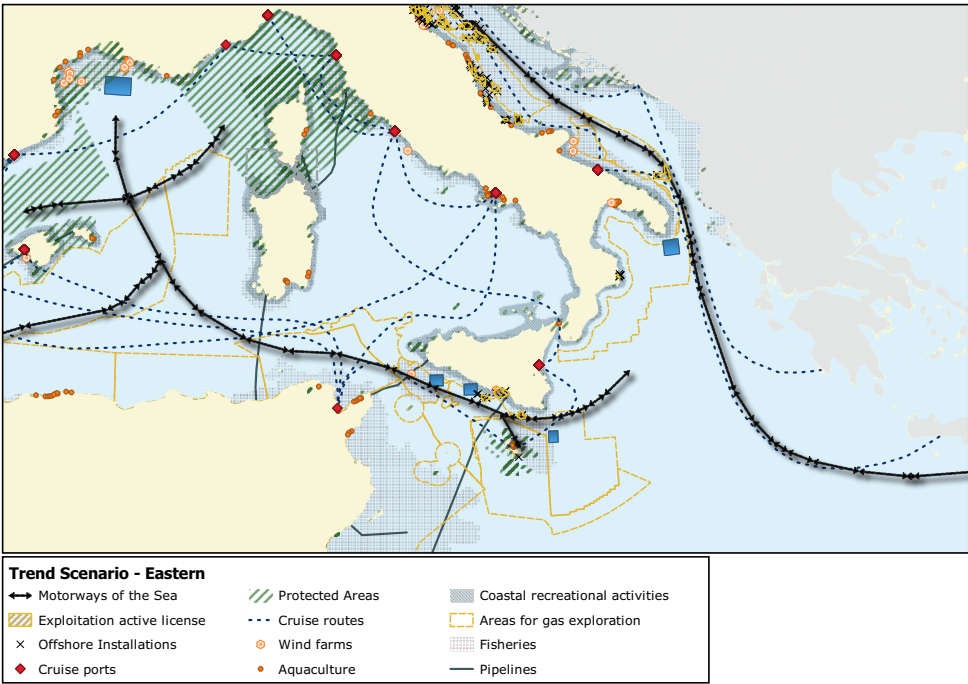 Trend Scenario - Eastern
Motorways of the Sea
Protected Areas
Coastal recreational activities
Exploitation active license
Cruise routes
Areas for gas exploration
Offshore Installations
Wind farms
Fisheries
Cruise ports
Aquaculture
Pipelines